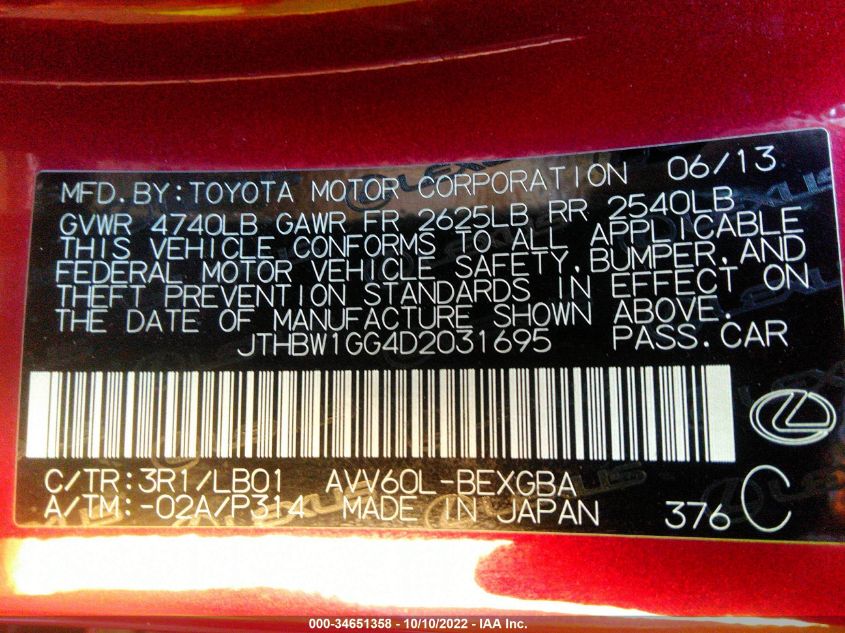 MFD.BY:TOYOTA MOTOR CORPORATION 06/13
GVWR 4740LB GAWR FR 2625LB RR 2540LB
THIS VEHICLE CONFORMS TO ALL APPLICABLE
FEDERAL MOTOR VEHICLE SAFETY,BUMPER,AND
THEFT PREVENTION STANDARDS IN EFFECT ON
THE DATE OF MANUFACTURE SHOWN ABOVE.
JTHBW1GG4D2031695 PASS.CAR
C/TR:3R1/LB01 AVV60L-BEXGBA
A/TM:-02A/P314 MADE IN JAPAN 376 C
000-34651358 - 10/10/2022 - IAA Inc.